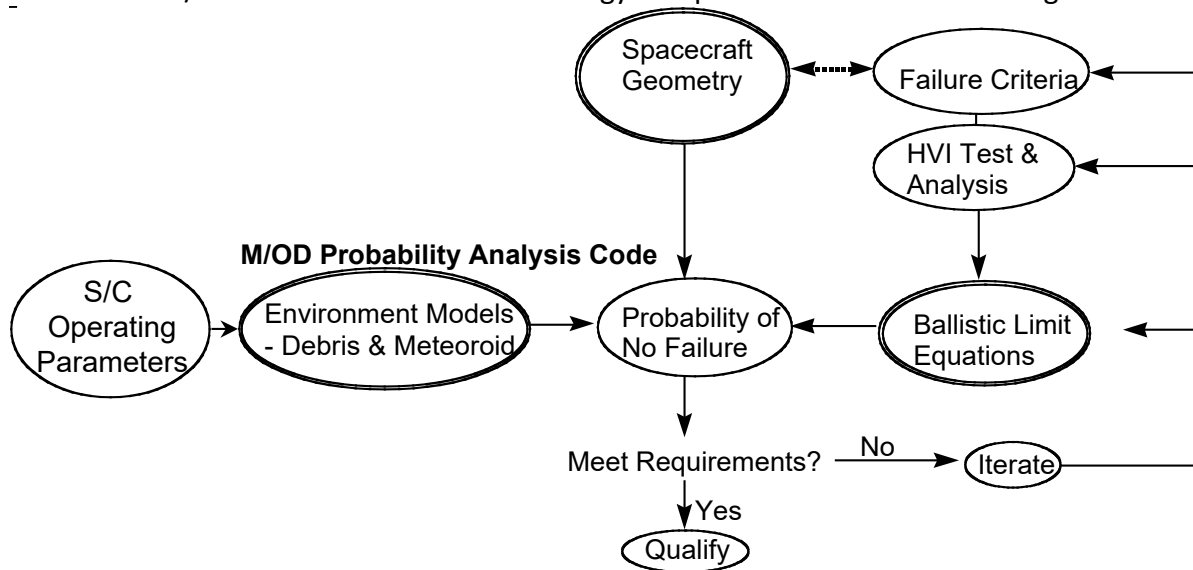 Spacecraft
Geometry
Failure Criteria
HVI Test &
Analysis
M/OD Probability Analysis Code
S/C
Operating
Parameters
Environment Models
- Debris & Meteoroid
Probability of
No Failure
Ballistic Limit
Equations
Meet Requirements?
No
Iterate
Yes
Qualify